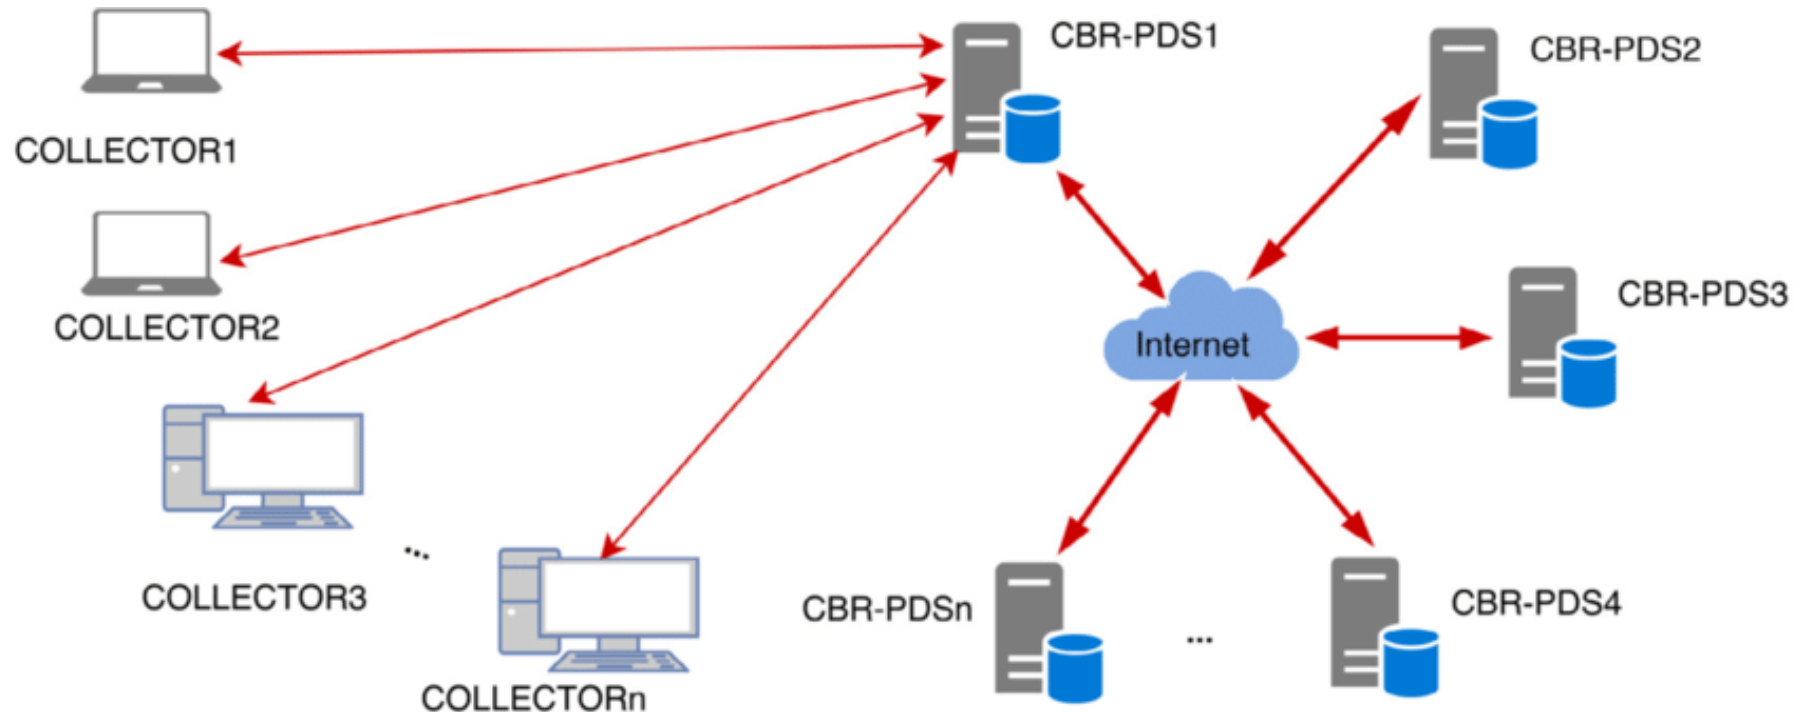 CBR-PDS1
CBR-PDS2
COLLECTOR1
COLLECTOR2
CBR-PDS3
Internet
COLLECTOR3
...
COLLECTORn
CBR-PDSn
...
CBR-PDS4